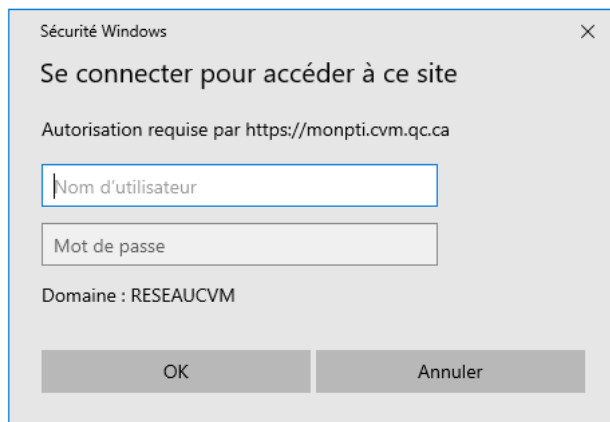 Sécurité Windows
Se connecter pour accéder à ce site
Autorisation requise par https://monpti.cvm.qc.ca
Nom d'utilisateur
Mot de passe
Domaine : RESEAUCVM
OK Annuler